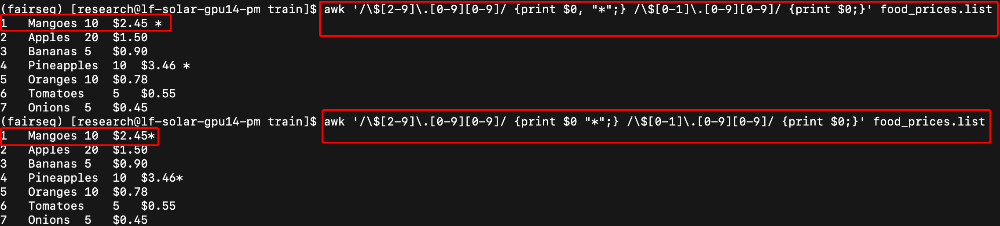 (fairseq) [research@lf-solar-gpu14-pm train]$ awk '/\$[2-9]\.[0-9][0-9]/ {print $0, "*";} /\$[0-1]\.[0-9][0-9]/ {print $0;}' food_prices.list
1   Mangoes 10  $2.45 *
2   Apples  20  $1.50
3   Bananas 5   $0.90
4   Pineapples  10  $3.46 *
5   Oranges 10  $0.78
6   Tomatoes    5   $0.55
7   Onions  5   $0.45
(fairseq) [research@lf-solar-gpu14-pm train]$ awk '/\$[2-9]\.[0-9][0-9]/ {print $0 "*";} /\$[0-1]\.[0-9][0-9]/ {print $0;}' food_prices.list
1   Mangoes 10  $2.45*
2   Apples  20  $1.50
3   Bananas 5   $0.90
4   Pineapples  10  $3.46*
5   Oranges 10  $0.78
6   Tomatoes    5   $0.55
7   Onions  5   $0.45